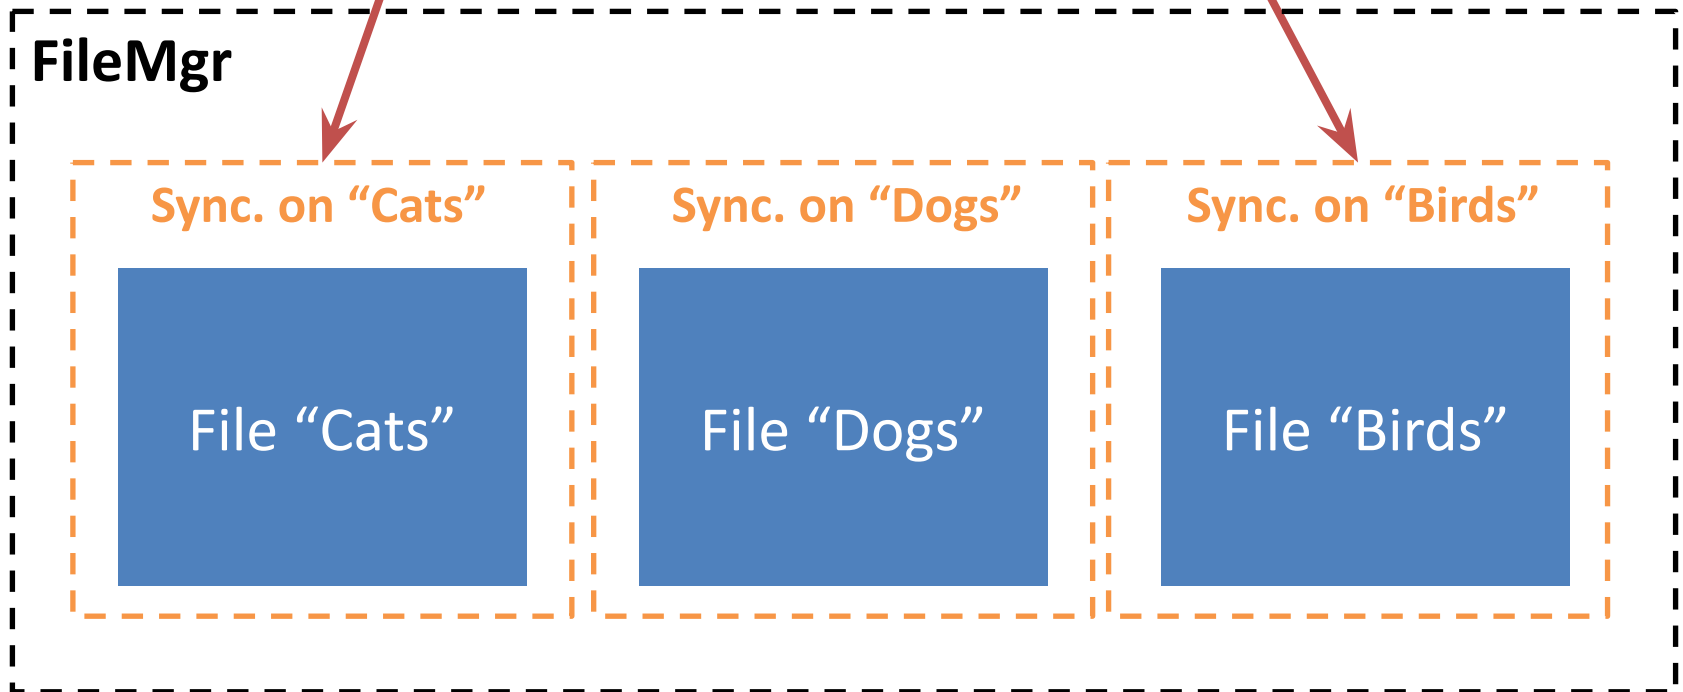 FileMgr
Sync. on “Cats”
Sync. on “Dogs”
Sync. on “Birds”
File “Cats”
File “Dogs”
File “Birds”